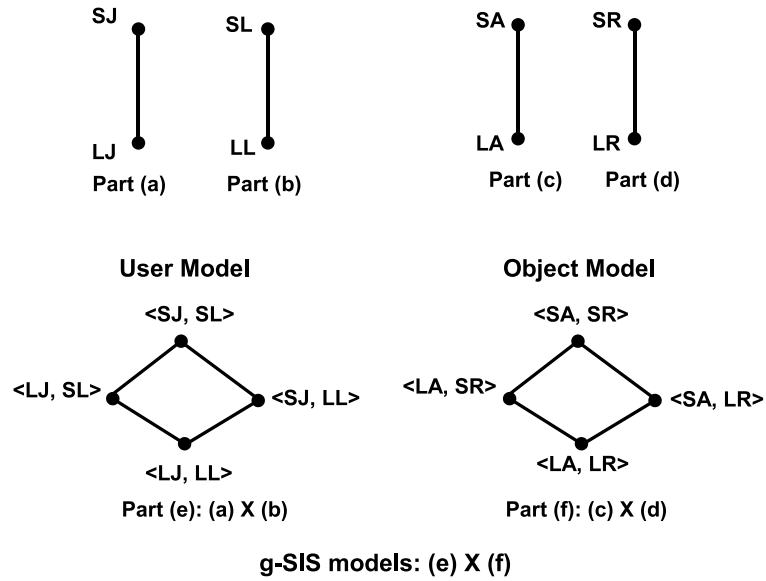 SJ
SL
SA
SR
LJ
LL
LA
LR
Part (a)
Part (b)
Part (c)
Part (d)
User Model
Object Model
<SJ, SL>
<SA, SR>
<LJ, SL>
<SJ, LL>
<LA, SR>
<SA, LR>
<LJ, LL>
<LA, LR>
Part (e): (a) X (b)
Part (f): (c) X (d)
g-SIS models: (e) X (f)